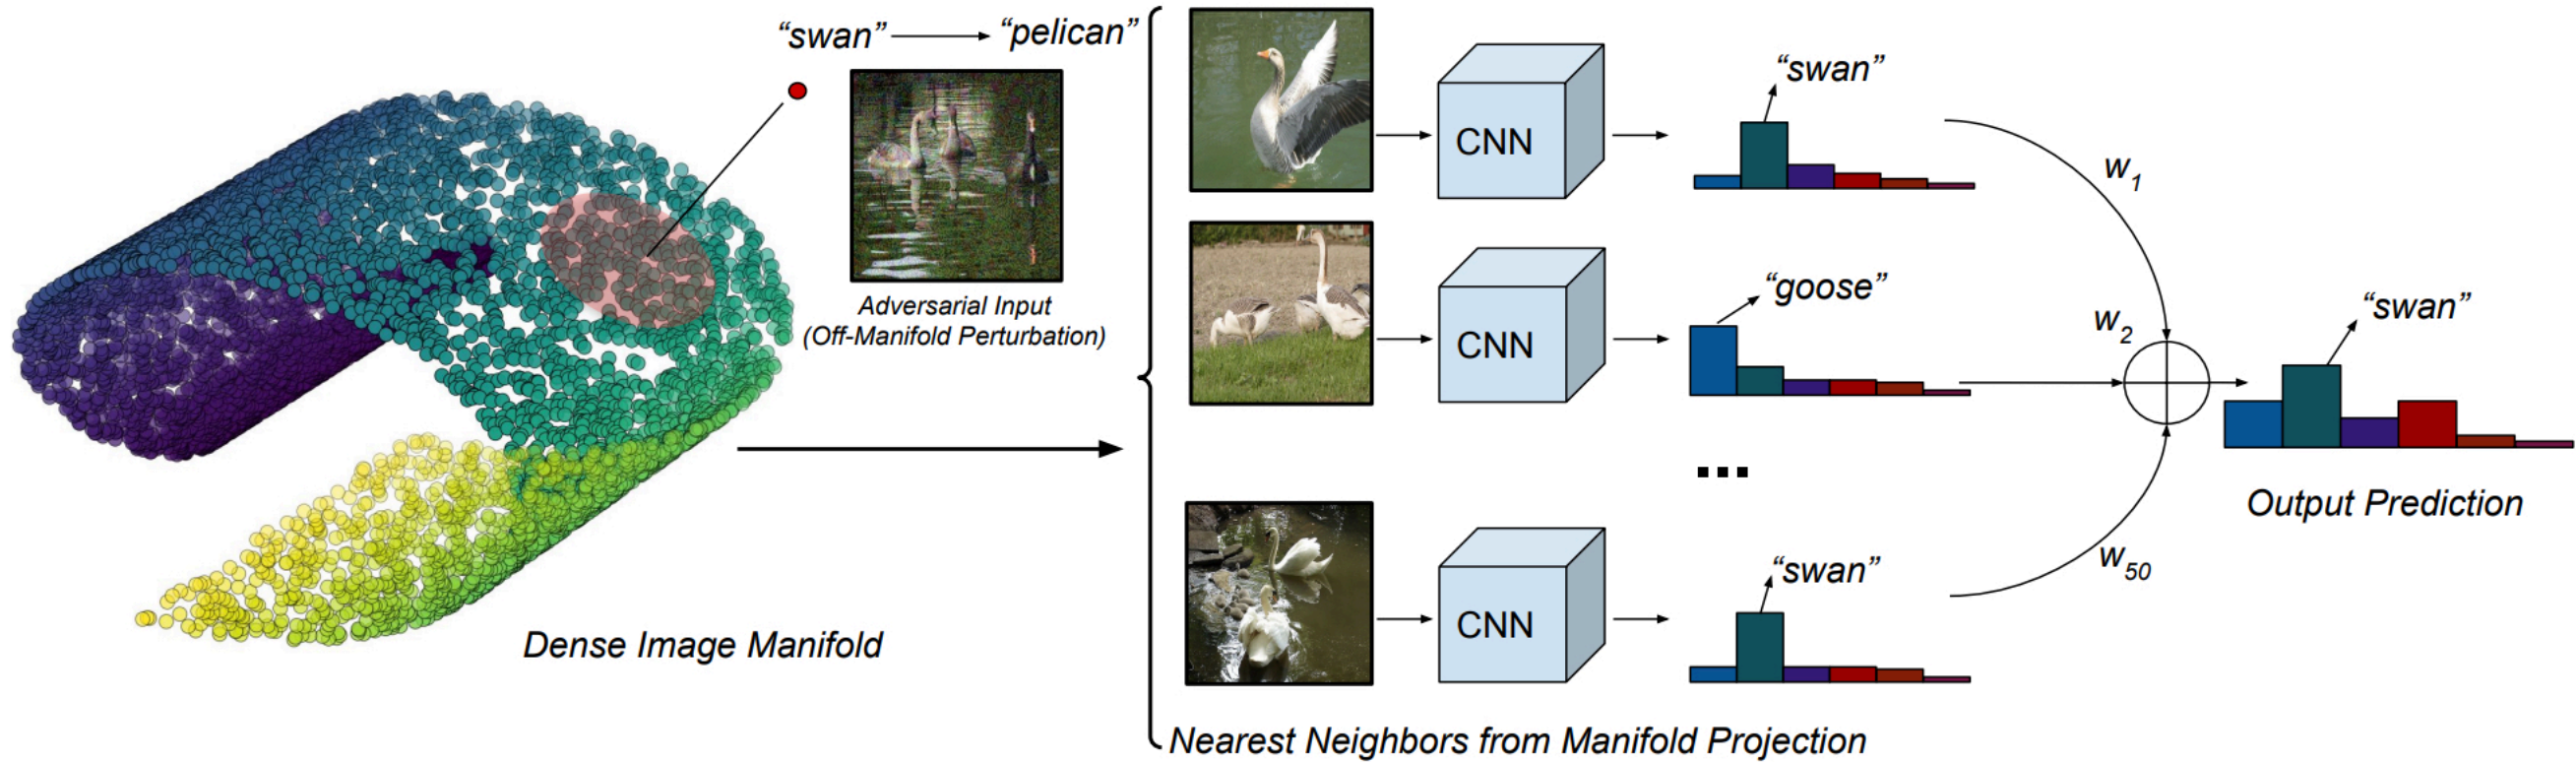 “swan” “pelican”
Adversarial Input
(Off-Manifold Perturbation)
Dense Image Manifold
CNN
“swan”
w1
CNN
“goose”
w2
...
CNN
“swan”
w50
“swan”
Output Prediction
Nearest Neighbors from Manifold Projection